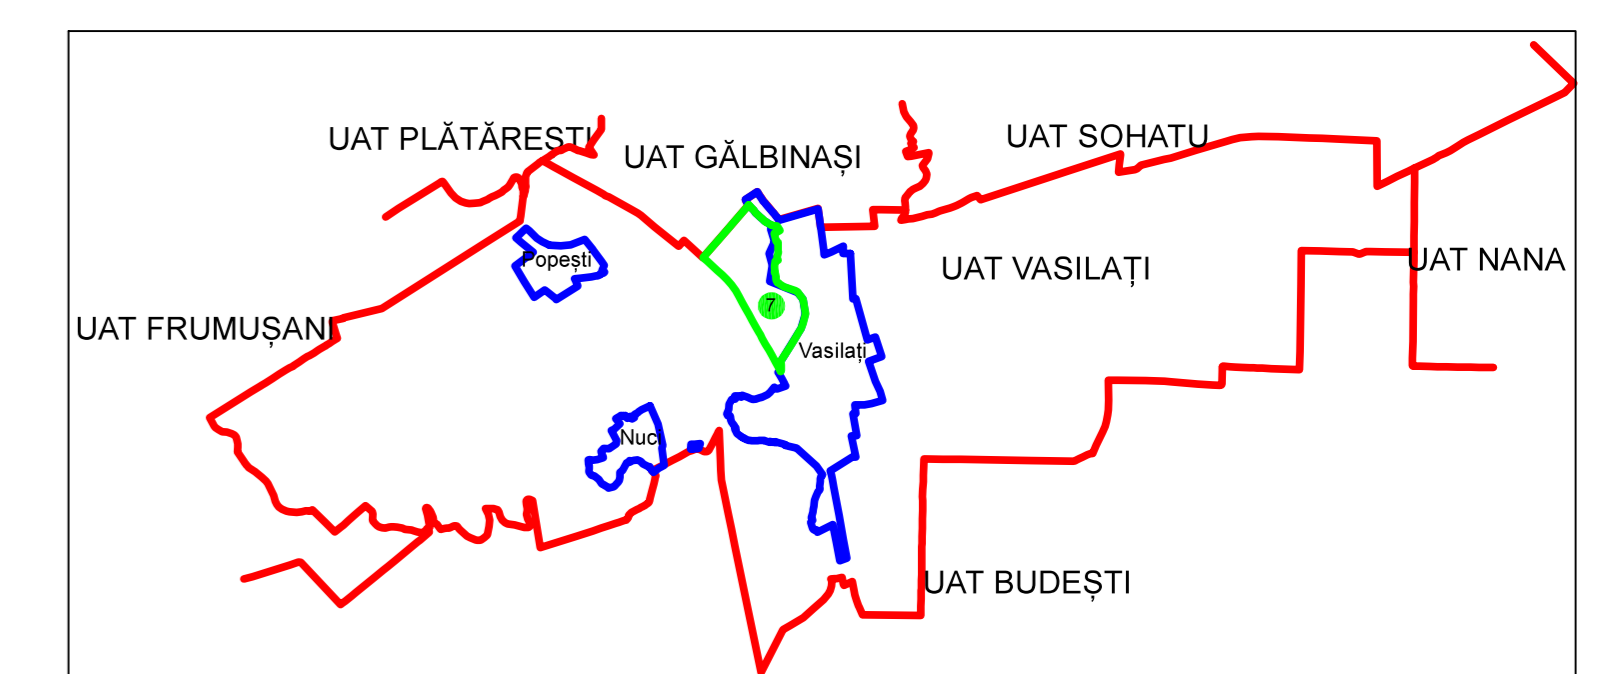 UAT PLĂTĂREȘTI
UAT GĂLBINAȘI
UAT SOHATU
Popești
UAT VASILAȚI
UAT NANA
7
UAT FRUMUȘANI
Vasilați
Nuci
UAT BUDEȘTI